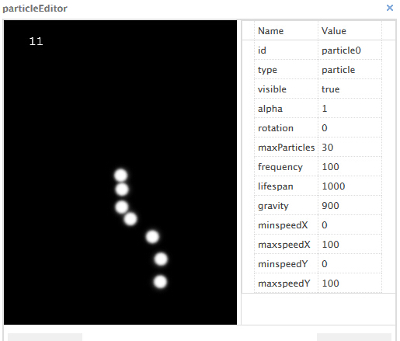 particleEditor
11
Name Value
id particle0
type particle
visible true
alpha 1
rotation 0
maxParticles 30
frequency 100
lifespan 1000
gravity 900
minspeedX 0
maxspeedX 100
minspeedY 0
maxspeedY 100